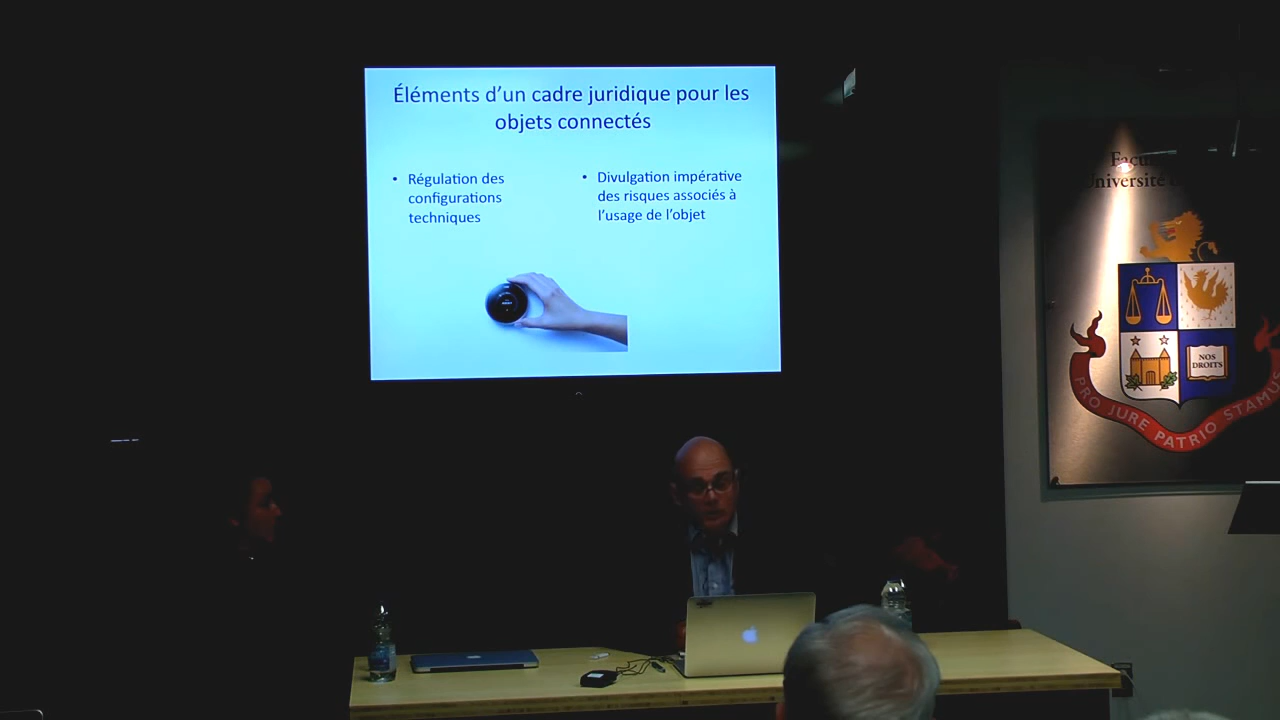 Éléments d'un cadre juridique pour les
objets connectés
• Régulation des
configurations
techniques
• Divulgation impérative
des risques associés à
l'usage de l'objet
Université
NOS
DROITS
PRO JURE PATRIO STAMUS